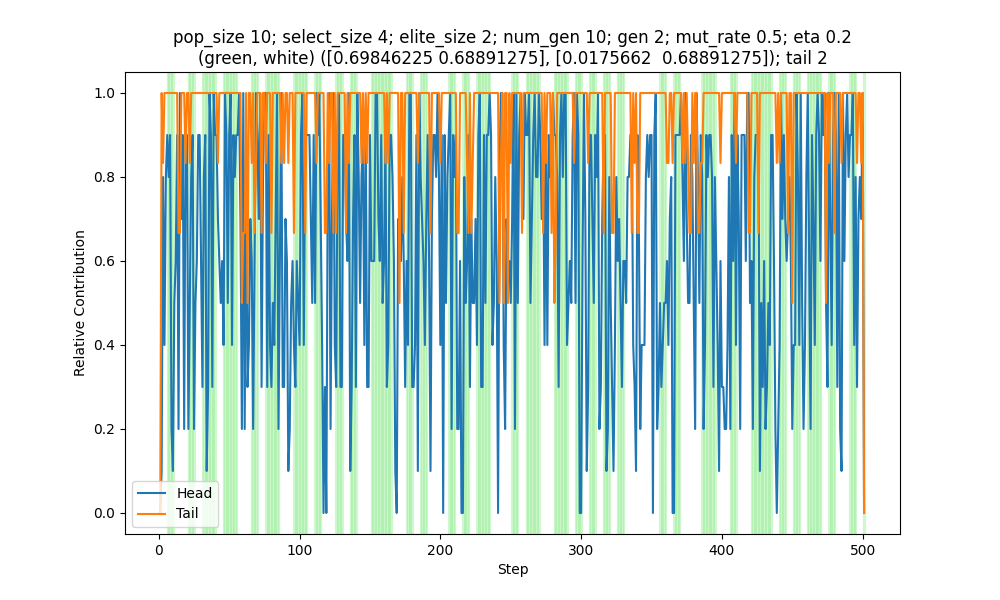 pop_size 10; select_size 4; elite_size 2; num_gen 10; gen 2; mut_rate 0.5; eta 0.2
(green, white) ([0.69846225 0.68891275], [0.0175662  0.68891275]); tail 2
1.0
0.8
0.6
0.4
0.2
0.0
Relative Contribution
Head
Tail
0
100
200
300
400
500
Step